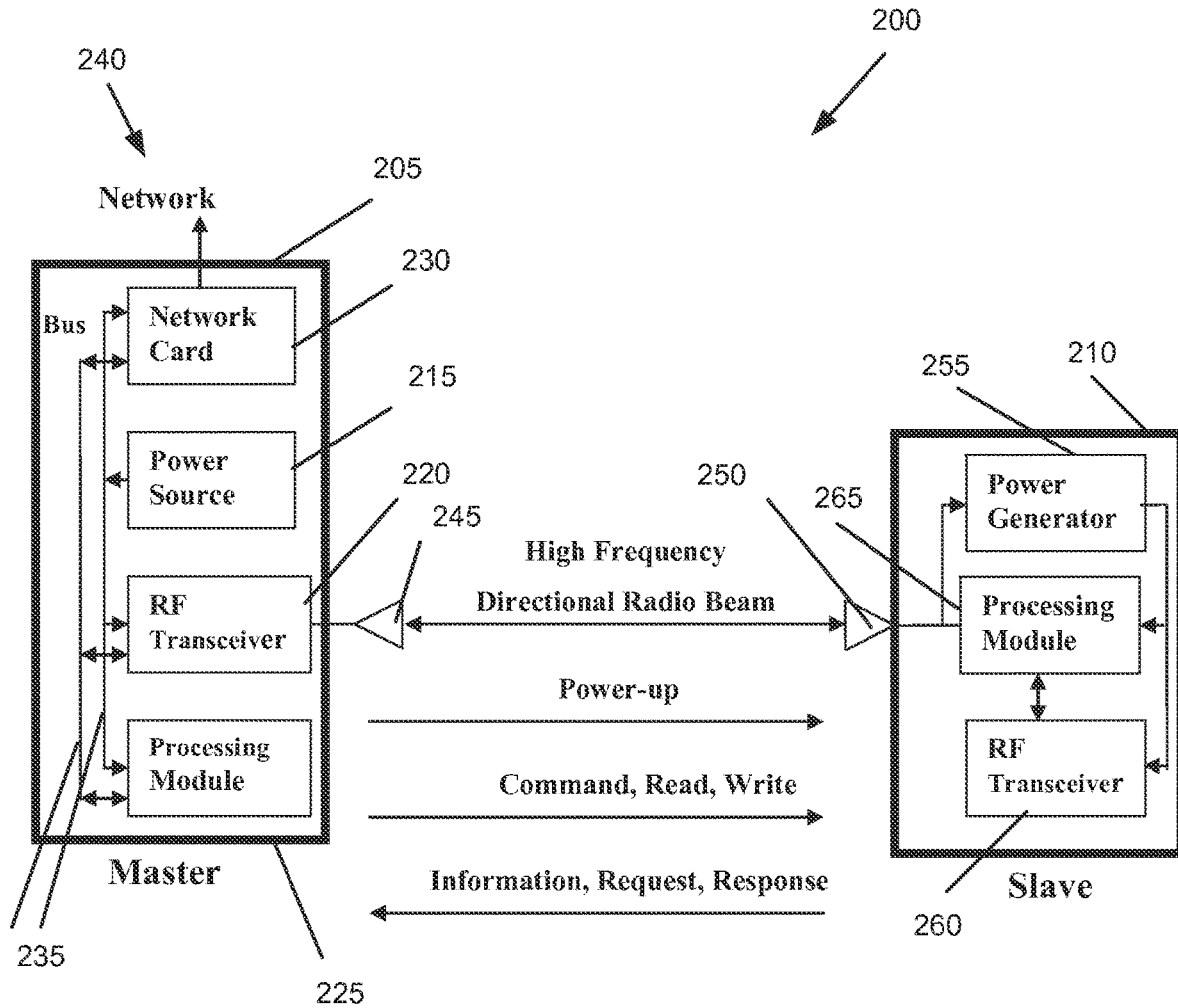 200
240
Network
205
230
Bus
Network
Card
215
Power
Source
220
245
RF
Transceiver
Processing
Module
Master
235
225
High Frequency
Directional Radio Beam
Power-up
Command, Read, Write
Information, Request, Response
250
255
210
265
Power
Generator
Processing
Module
RF
Transceiver
Slave
260